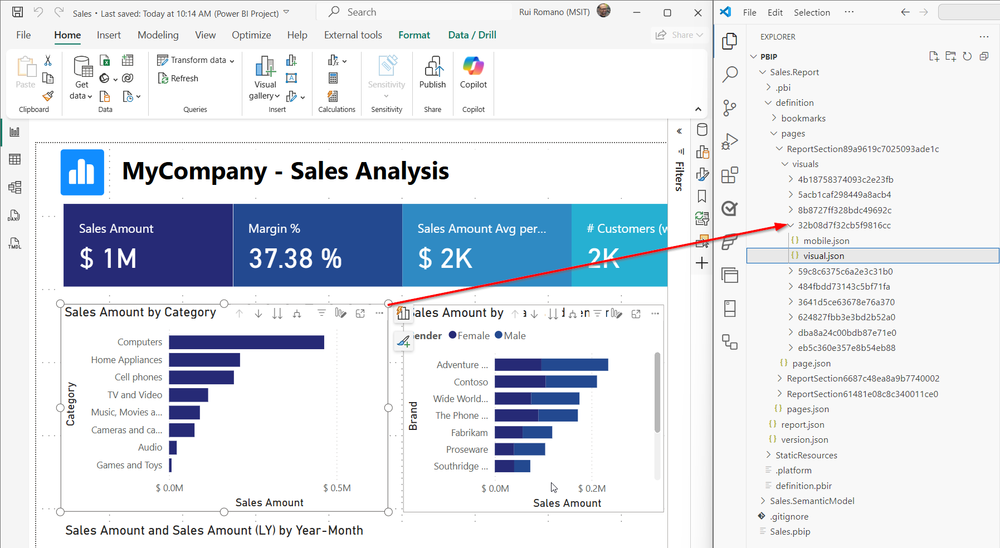 Sales • Last saved: Today at 10:14 AM (Power BI Project)
Search
Rui Romano (MSIT)
File Home Insert Modeling View Optimize Help External tools Format Data / Drill
Share
Paste
Clipboard
Get data
Data
Transform data
Refresh
Queries
Visual gallery
A
Insert
Calculations
Sensitivity
Sensitivity
Publish
Share
Copilot
Copilot
DAX
TMDL
MyCompany - Sales Analysis
Sales Amount
$ 1M
Margin %
37.38 %
Sales Amount Avg per...
$ 2K
# Customers (w
2K
Filters
Sales Amount by Category
Category
Computers
Home Appliances
Cell phones
TV and Video
Music, Movies a...
Cameras and ca...
Audio
Games and Toys
$ 0.0M $ 0.5M
Sales Amount
Sales Amount by
ender Female Male
Brand
Adventure ...
Contoso
Wide World...
The Phone ...
Fabrikam
Proseware
Southridge ...
$ 0.0M $ 0.2M
Sales Amount
Sales Amount and Sales Amount (LY) by Year-Month
File Edit Selection ...
EXPLORER
PBIP
Sales.Report
.pbi
definition
bookmarks
pages
ReportSection89a9619c7025093ade1c
visuals
4b18758374093c2e23fb
5acb1caf298449a8acb4
8b8727ff328bdc49692c
32b08d7f32cb5f9816cc
{} mobile.json
{} visual.json
59c8c6375c6a2e3c31b0
484fbdd73143c5bf71fa
3641d5ce63678e76a370
624827fbb3e3bd2b52a0
dba8a24c00bdb87e71e0
eb5c360e357e8b54eb88
{} page.json
ReportSection6687c48ea8a9b7740002
ReportSection61481e08c8c340011ce0
{} pages.json
{} report.json
{} version.json
StaticResources
.platform
definition.pbir
Sales.SemanticModel
.gitignore
Sales.pbip